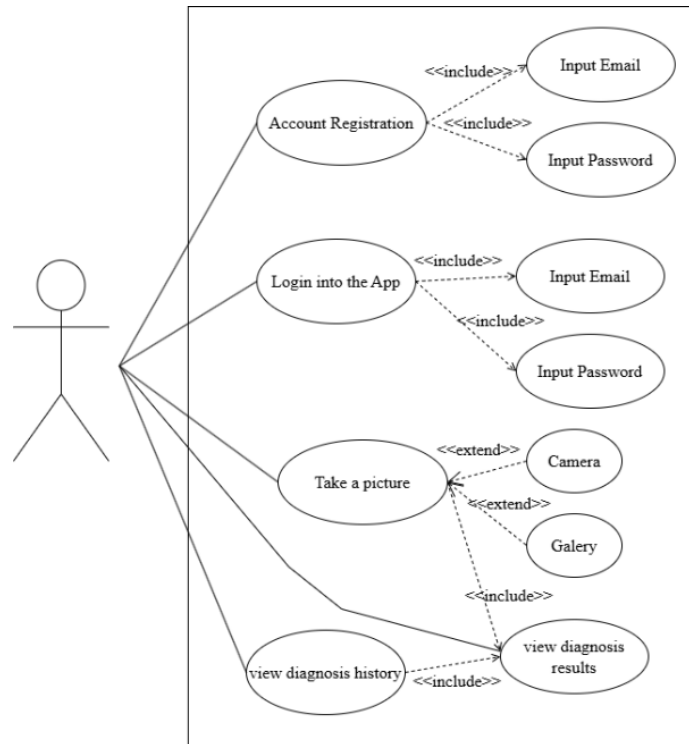 <<include>>
Input Email
Account Registration
<<include>>
Input Password
<<include>>
Input Email
Login into the App
<<include>>
Input Password
<<extend>>
Camera
Take a picture
<<extend>>
Galery
<<include>>
view diagnosis
results
view diagnosis history
<<include>>